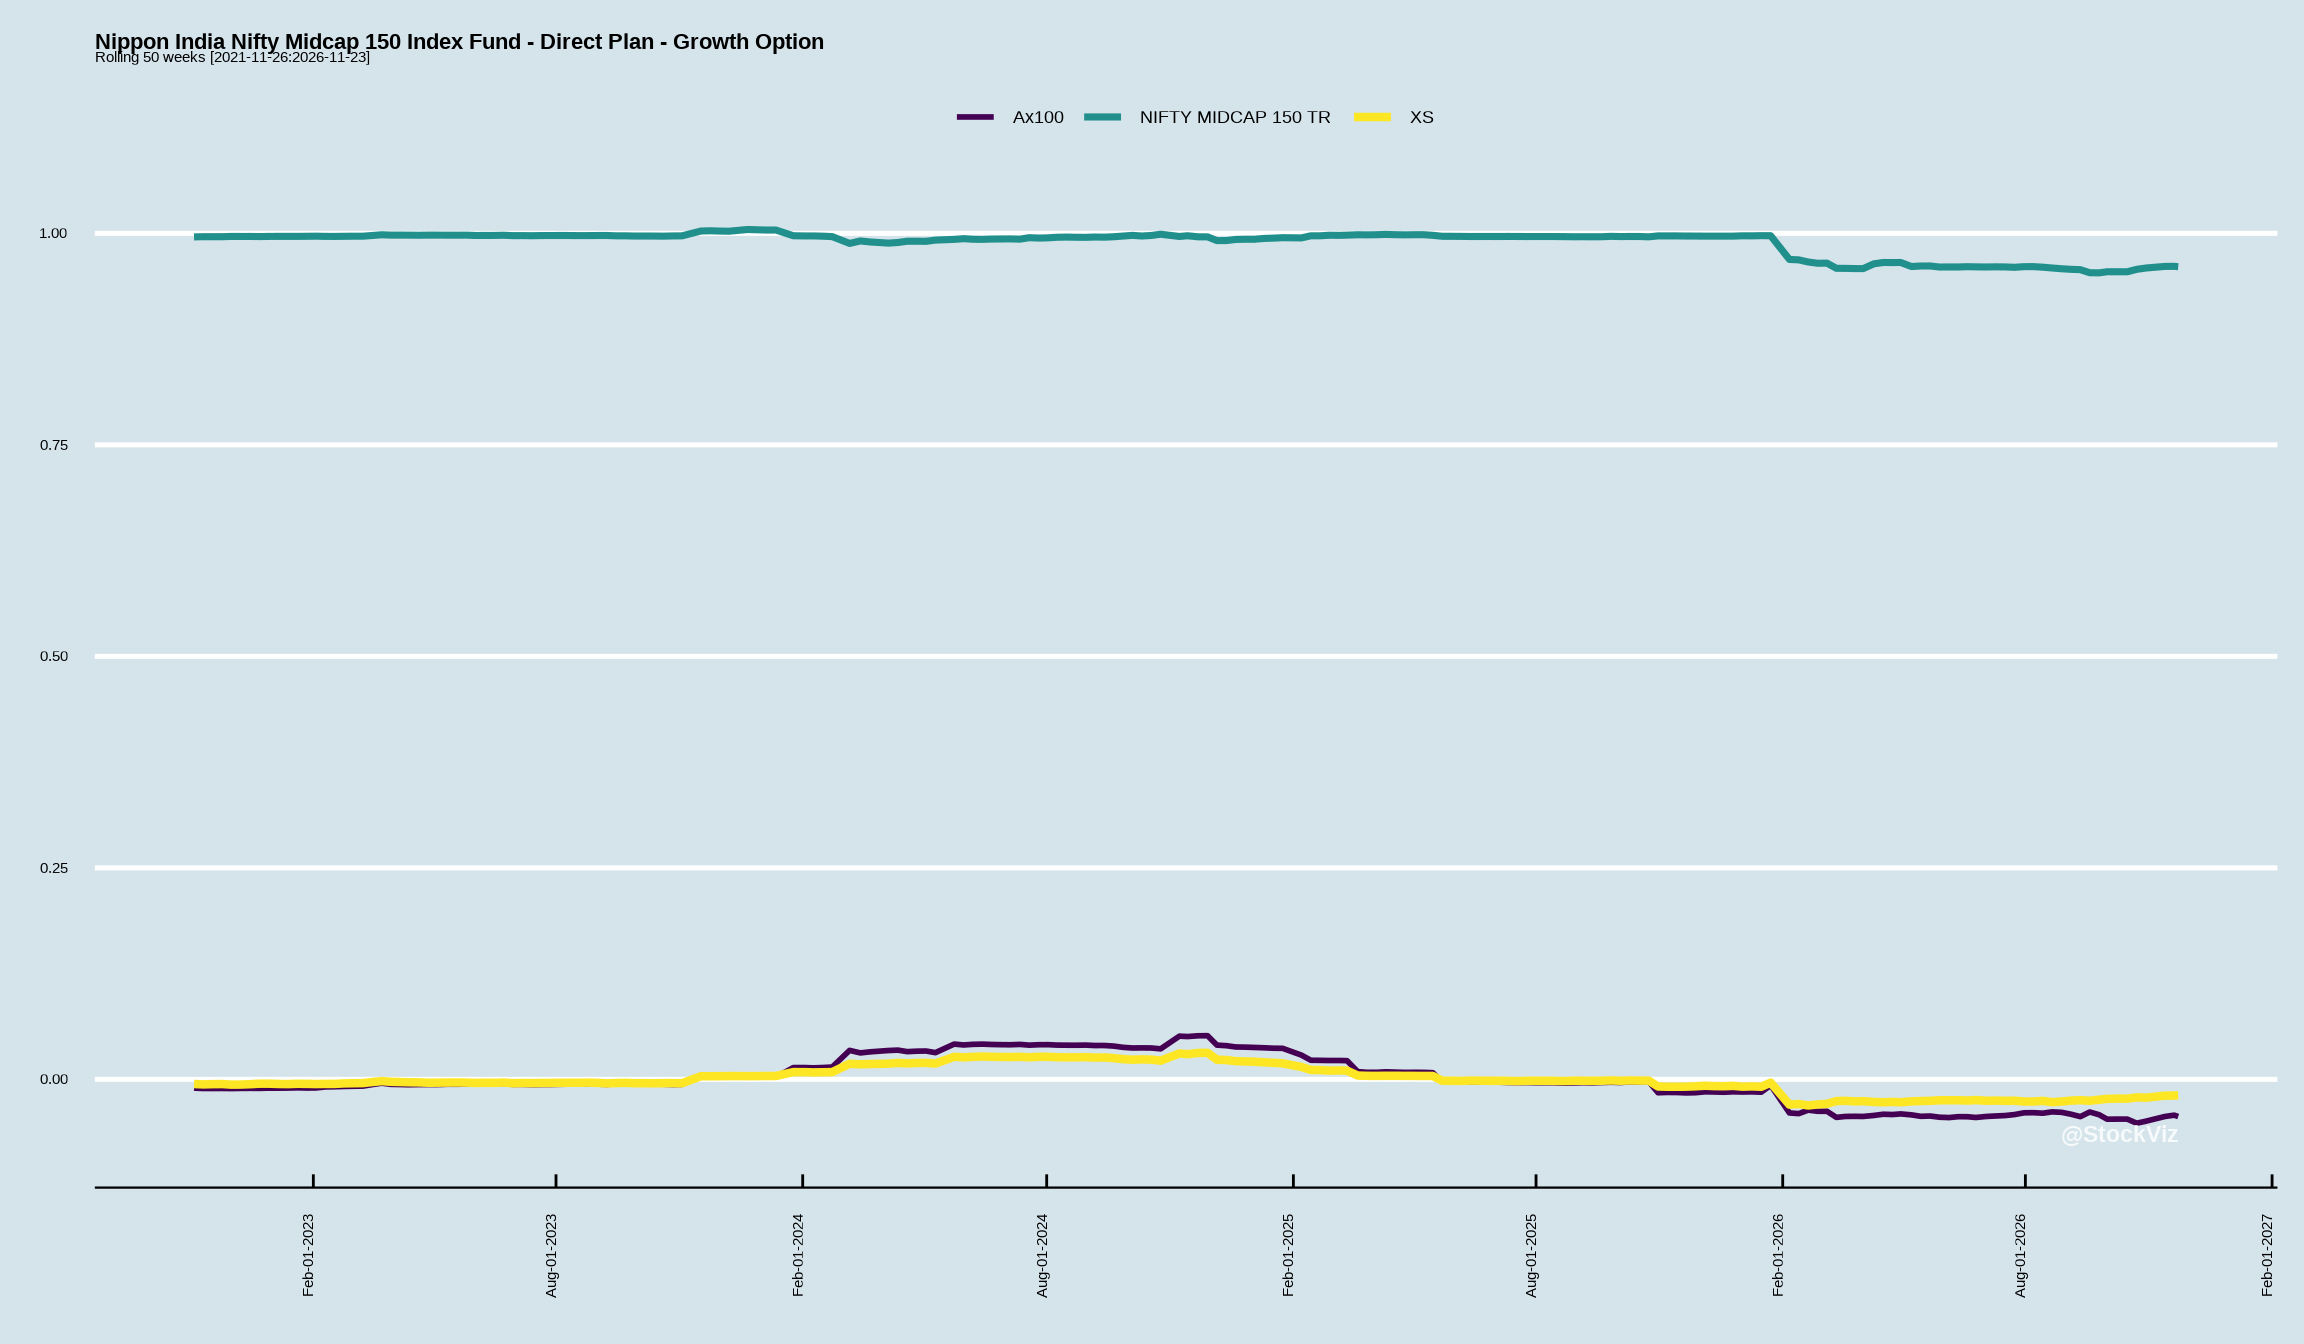 Nippon India Nifty Midcap 150 Index Fund - Direct Plan - Growth Option
Rolling 50 weeks [2021-11-26:2026-11-23]
Ax100 NIFTY MIDCAP 150 TR XS
1.00
0.75
0.50
0.25
0.00
@StockViz
Feb-01-2023
Aug-01-2023
Feb-01-2024
Aug-01-2024
Feb-01-2025
Aug-01-2025
Feb-01-2026
Aug-01-2026
Feb-01-2027